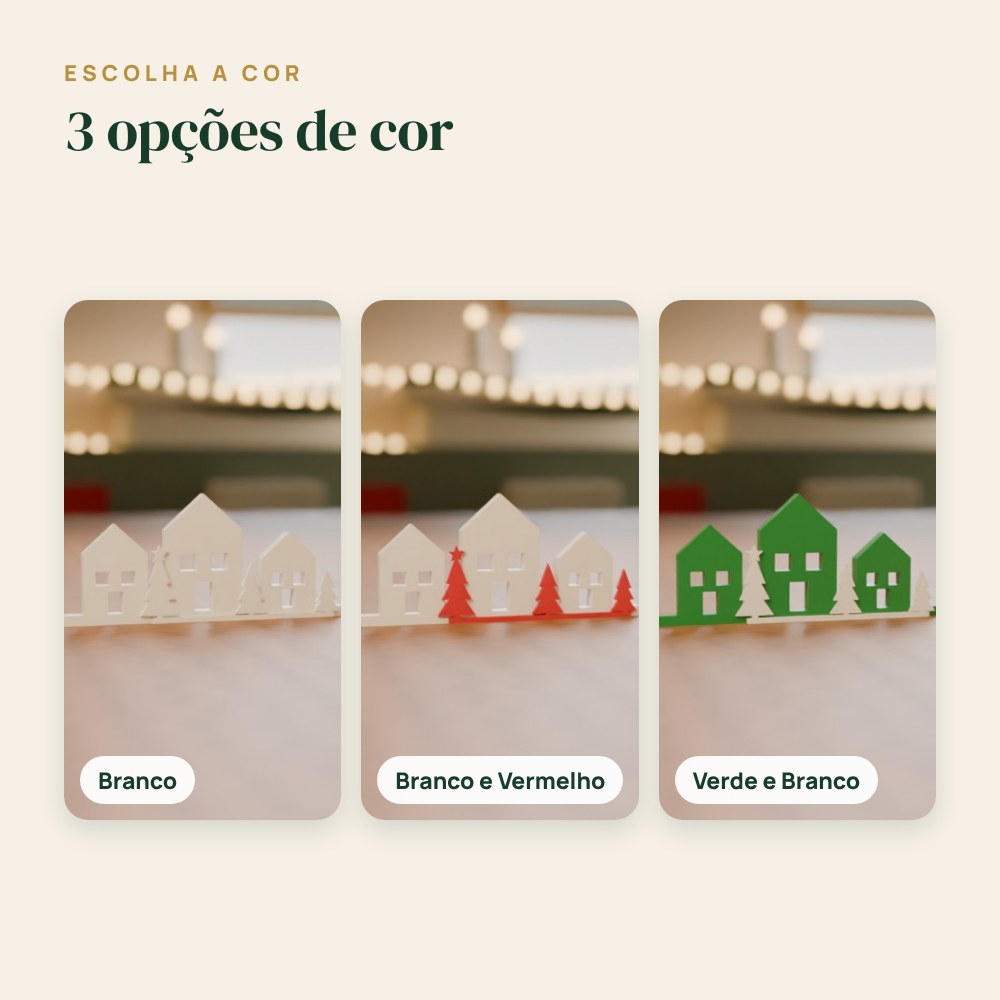 ESCOLHA A COR
3 opções de cor
Branco
Branco e Vermelho
Verde e Branco